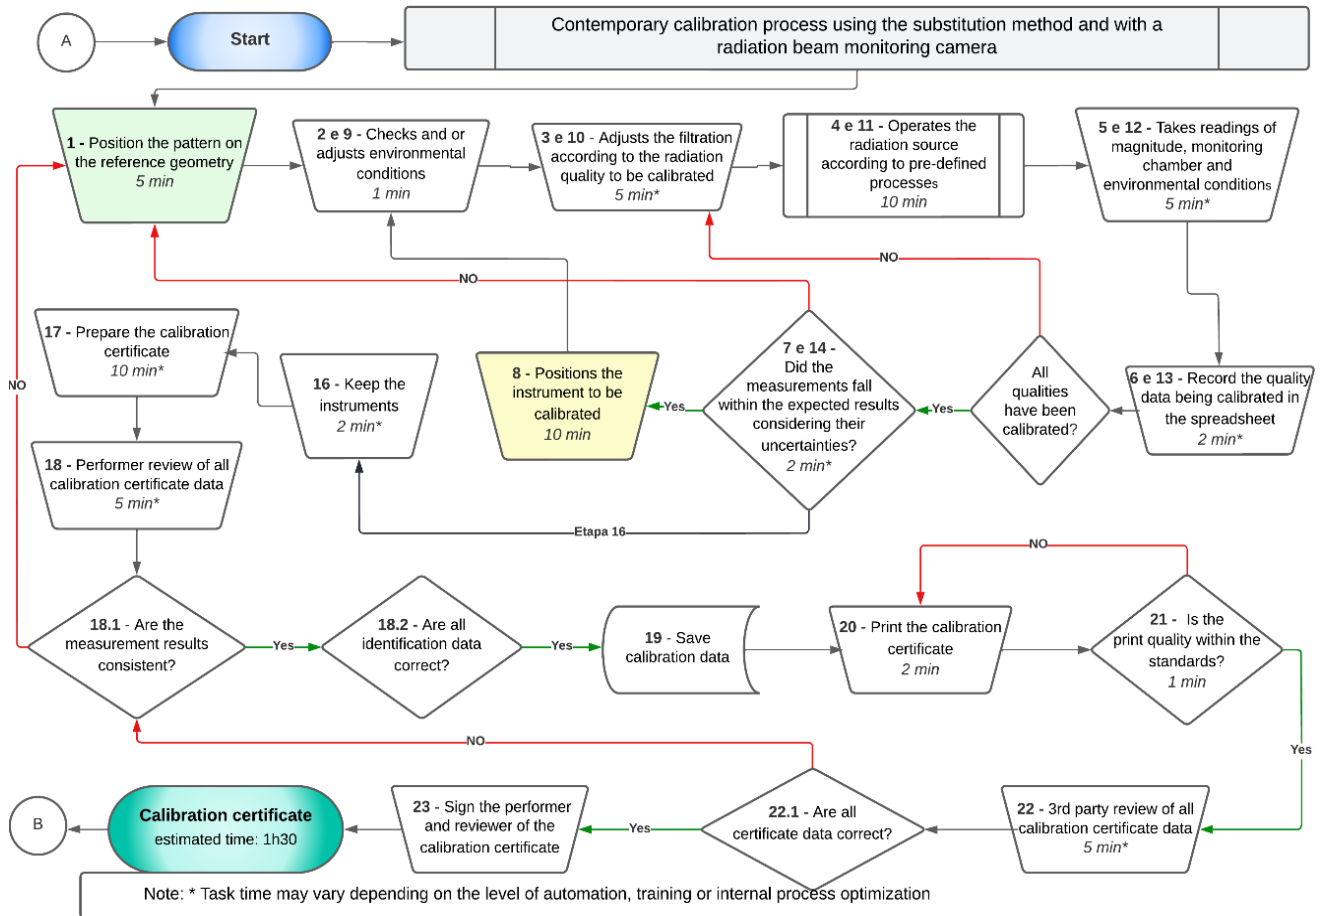 A
Start
Contemporary calibration process using the substitution method and with a
radiation beam monitoring camera
1 - Position the pattern on
the reference geometry
5 min
2 e 9 - Checks and or
adjusts environmental
conditions
1 min
3 e 10 - Adjusts the filtration
according to the radiation
quality to be calibrated
5 min*
4 e 11 - Operates the
radiation source
according to pre-defined
processes
10 min
5 e 12 - Takes readings of
magnitude, monitoring
chamber and
environmental conditions
5 min*
NO
NO
17 - Prepare the calibration
certificate
10 min*
16 - Keep the
instruments
2 min*
8 - Positions the
instrument to be
calibrated
10 min
Yes
7 e 14 -
Did the
measurements fall
within the expected results
considering their
uncertainties?
2 min*
Yes
All
qualities
have been
calibrated?
6 e 13 - Record the quality
data being calibrated in
the spreadsheet
2 min*
NO
18 - Performer review of all
calibration certificate data
5 min*
Etapa 16
NO
18.1 - Are the
measurement results
consistent?
Yes
18.2 - Are all
identification data
correct?
Yes
19 - Save
calibration data
20 - Print the calibration
certificate
2 min
21 - Is the
print quality within the
standards?
1 min
Yes
NO
B
Calibration certificate
estimated time: 1h30
23 - Sign the performer
and reviewer of the
calibration certificate
Yes
22.1 - Are all
certificate data correct?
22 - 3rd party review of all
calibration certificate data
5 min*
Note: * Task time may vary depending on the level of automation, training or internal process optimization